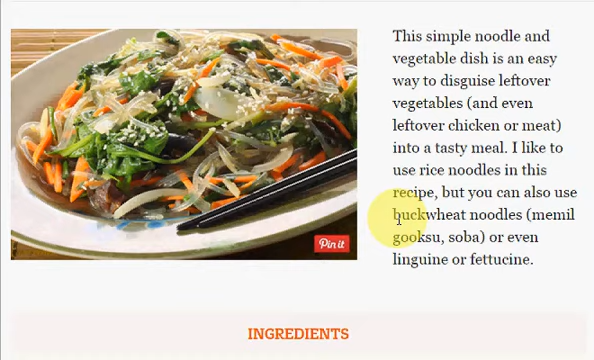 This simple noodle and
vegetable dish is an easy
way to disguise leftover
vegetables (and even
leftover chicken or meat)
into a tasty meal. I like to
use rice noodles in this
recipe, but you can also use
buckwheat noodles (memil
gooksu, soba) or even
linguine or fettucine.
Pin it
INGREDIENTS